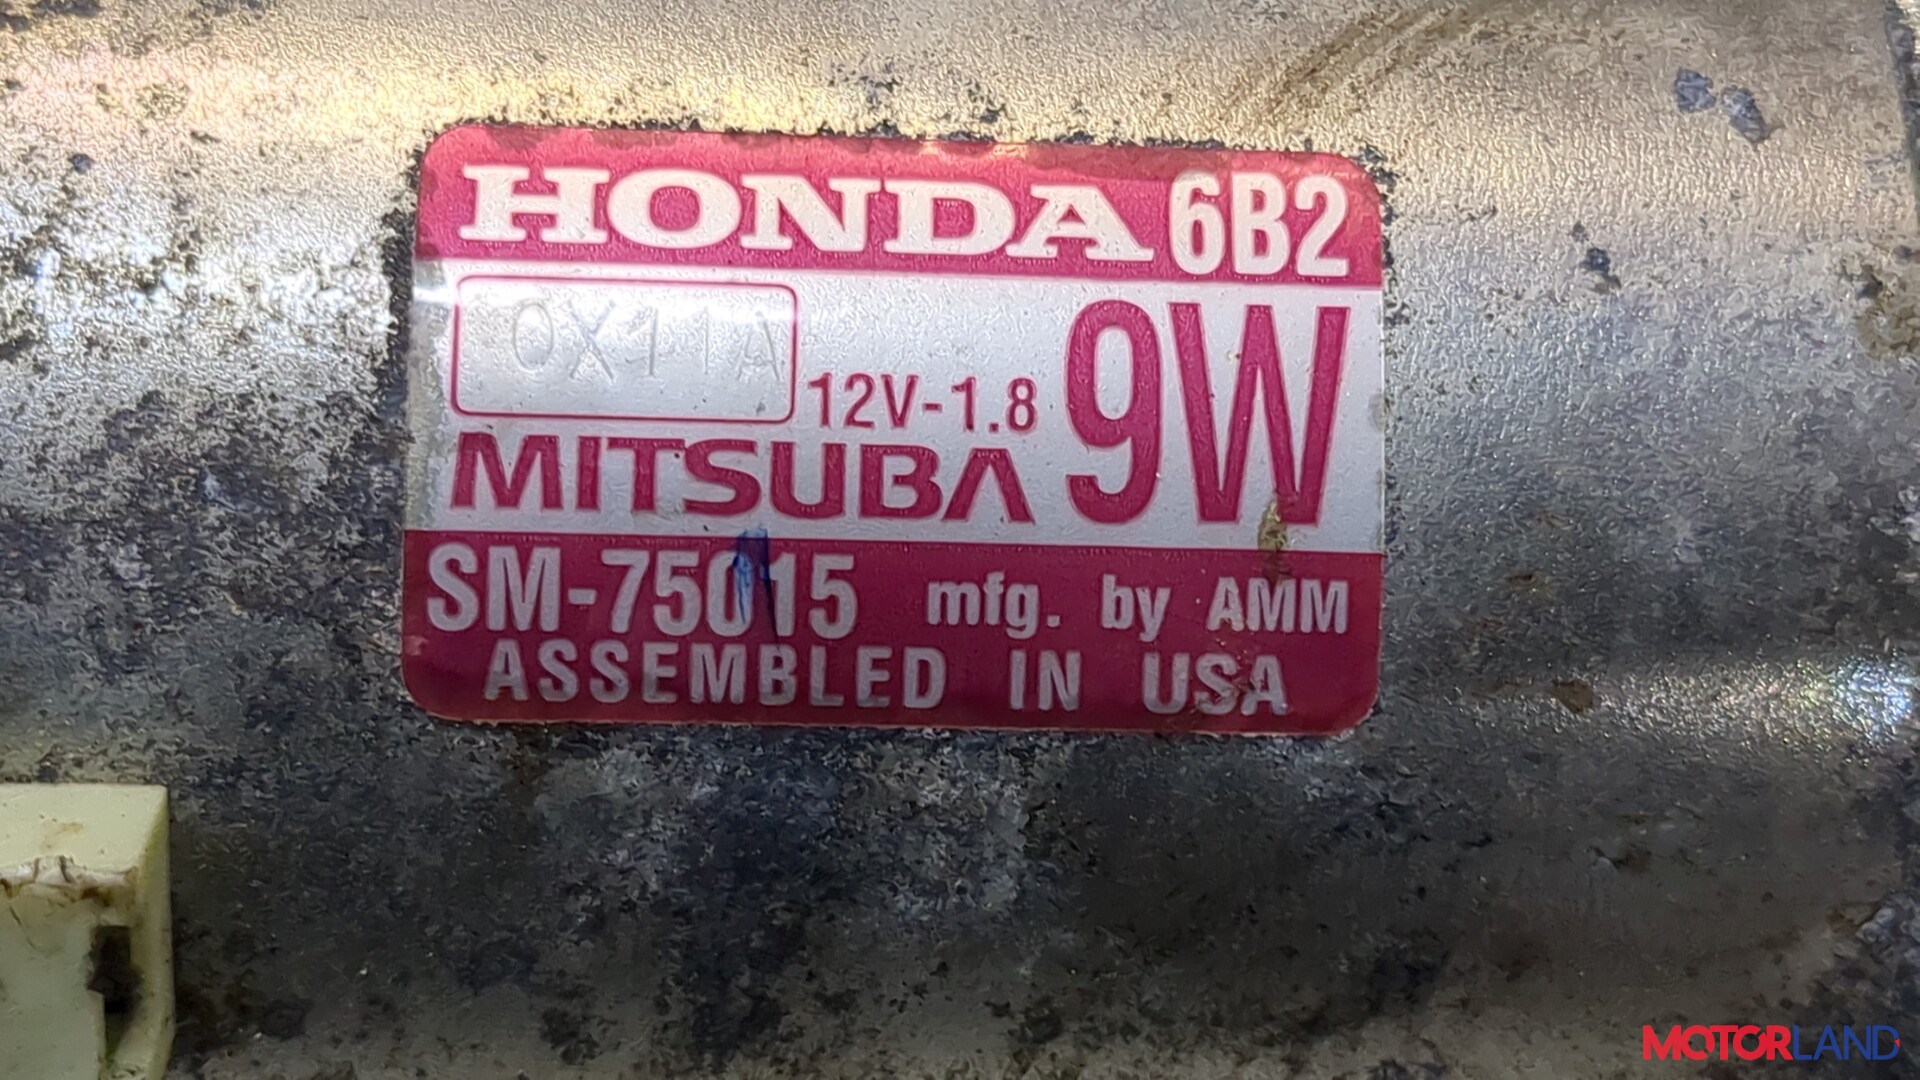 HONDA 6B2
0X11A
12V-1.8 9W
MITSUBA
SM-75015 mfg. by AMM
ASSEMBLED IN USA
MOTORLAND